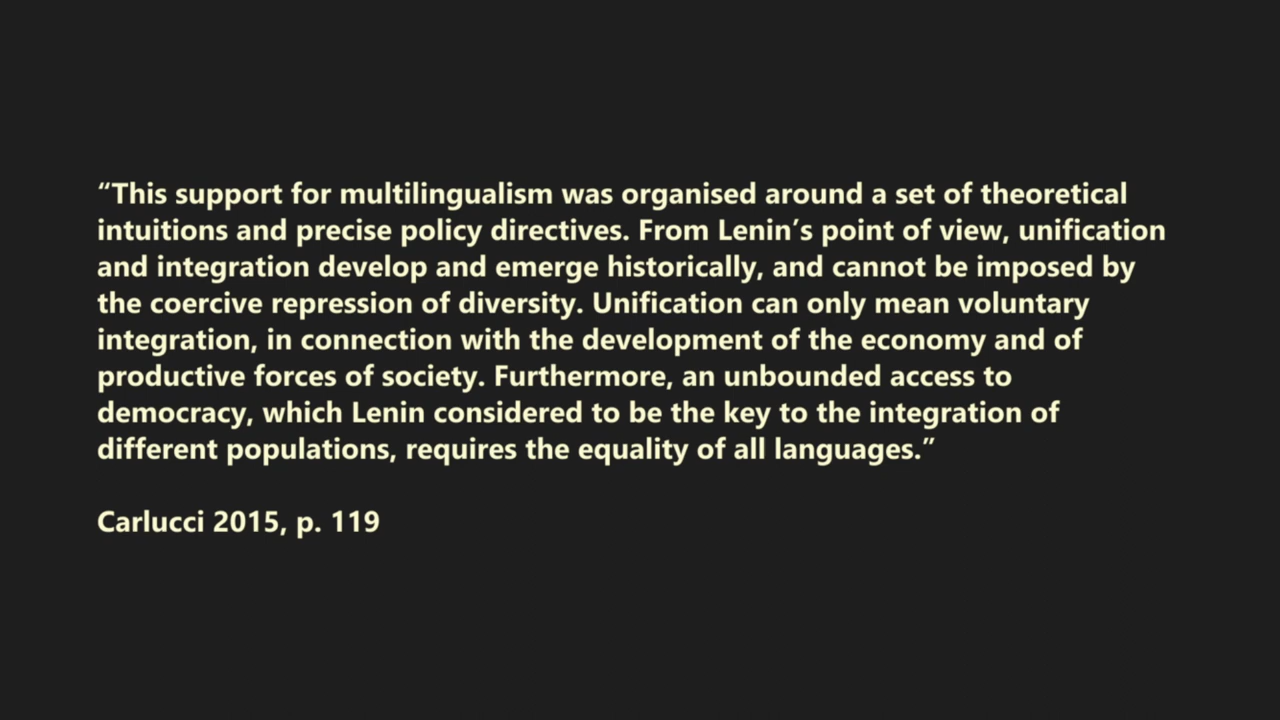 “This support for multilingualism was organised around a set of theoretical
intuitions and precise policy directives. From Lenin’s point of view, unification
and integration develop and emerge historically, and cannot be imposed by
the coercive repression of diversity. Unification can only mean voluntary
integration, in connection with the development of the economy and of
productive forces of society. Furthermore, an unbounded access to
democracy, which Lenin considered to be the key to the integration of
different populations, requires the equality of all languages.”
Carlucci 2015, p. 119